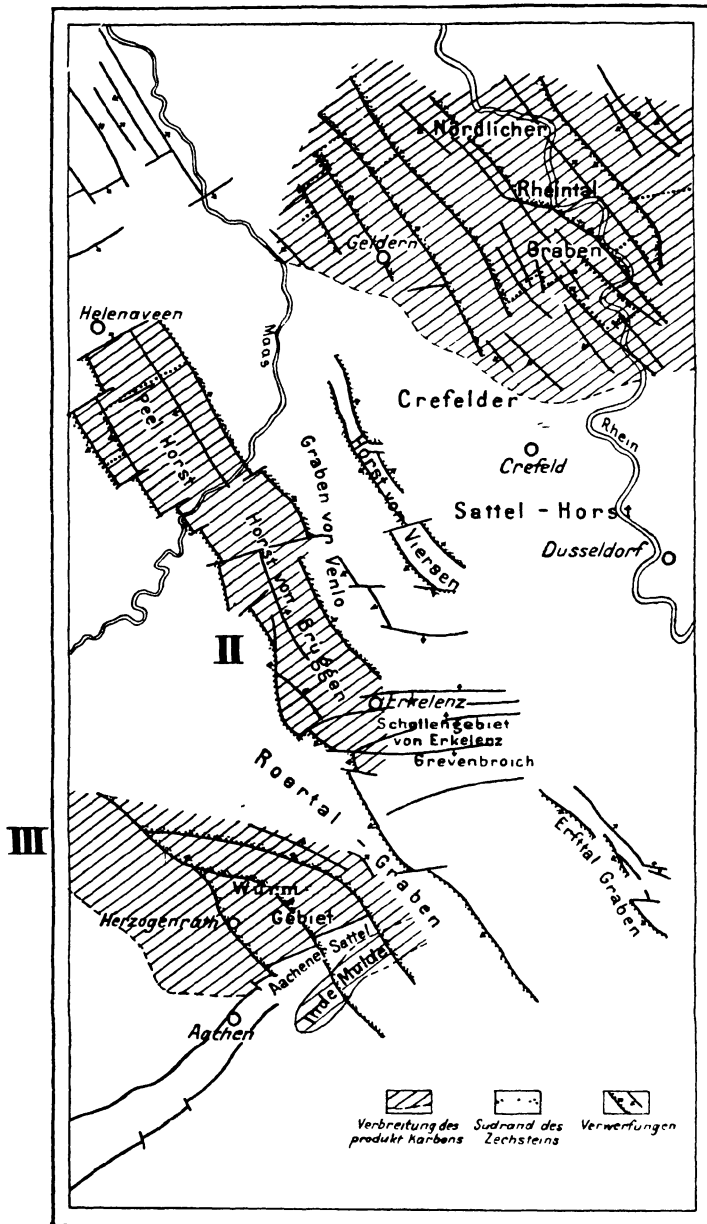 Nördlicher
Rheintal
Graben
Geldern
Helenaveen
Maas
Peel Horst
Crefelder
Rhein
Crefeld
Sattel - Horst
Dusseldorf
Graben von Venlo
Horst von
Viersen
Horst von
Bruggen
II
Erkelenz
Schollengebiet
von Erkelenz
Grevenbroich
Roertal - Graben
Erfttal Graben
III
Wurm-
Gebiet
Herzogenrath
Aachener Sattel
Inde Mulde
Aachen
Verbreitung des
produkt Karbons
Sudrand des
Zechsteins
Verwerfungen